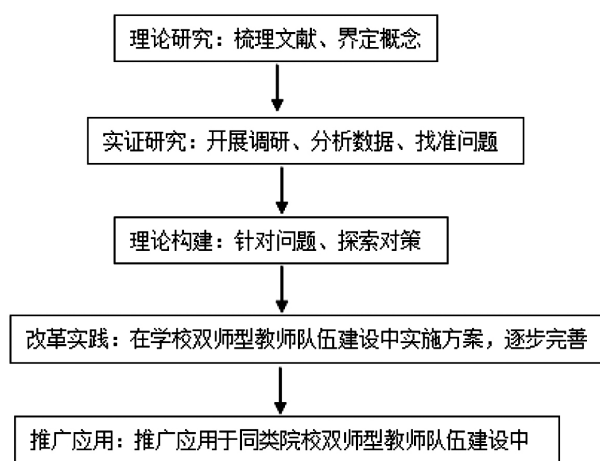 理论研究：梳理文献、界定概念
实证研究：开展调研、分析数据、找准问题
理论构建：针对问题、探索对策
改革实践：在学校双师型教师队伍建设中实施方案，逐步完善
推广应用：推广应用于同类院校双师型教师队伍建设中